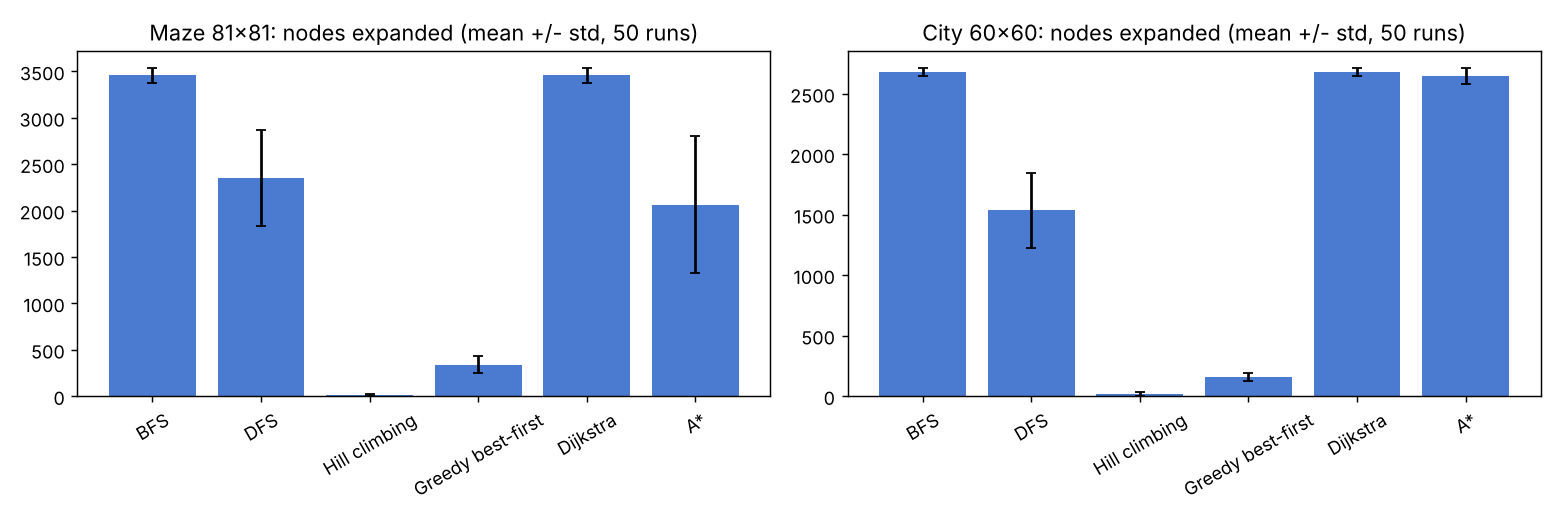 Maze 81×81: nodes expanded (mean +/- std, 50 runs)
3500
3000
2500
2000
1500
1000
500
0
BFS
DFS
Hill climbing
Greedy best-first
Dijkstra
A*
City 60×60: nodes expanded (mean +/- std, 50 runs)
2500
2000
1500
1000
500
0
BFS
DFS
Hill climbing
Greedy best-first
Dijkstra
A*